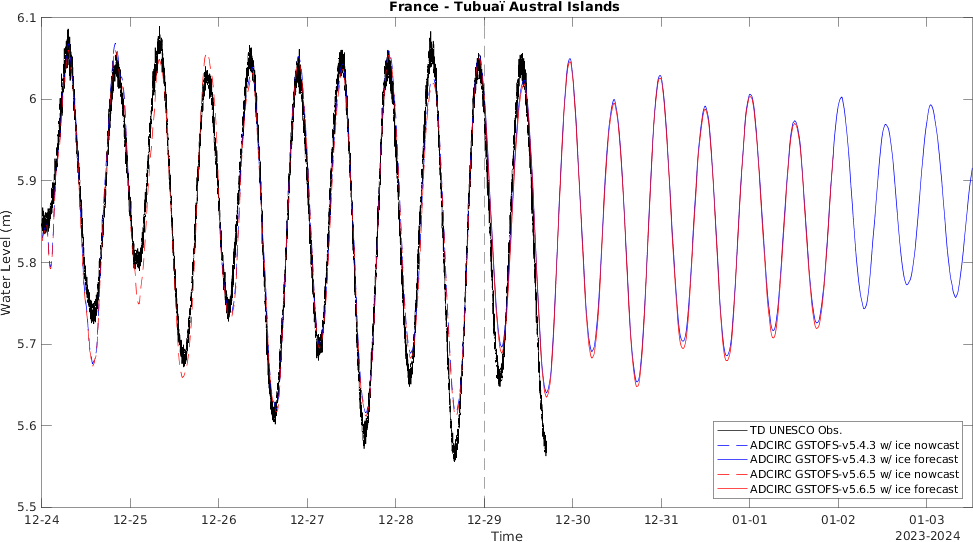 France - Tubuaï Austral Islands
Water Level (m)
6.1
6
5.9
5.8
5.7
5.6
5.5
12-24
12-25
12-26
12-27
12-28
12-29
12-30
12-31
01-01
01-02
01-03
Time
2023-2024
TD UNESCO Obs.
ADCIRC GSTOFS-v5.4.3 w/ ice nowcast
ADCIRC GSTOFS-v5.4.3 w/ ice forecast
ADCIRC GSTOFS-v5.6.5 w/ ice nowcast
ADCIRC GSTOFS-v5.6.5 w/ ice forecast